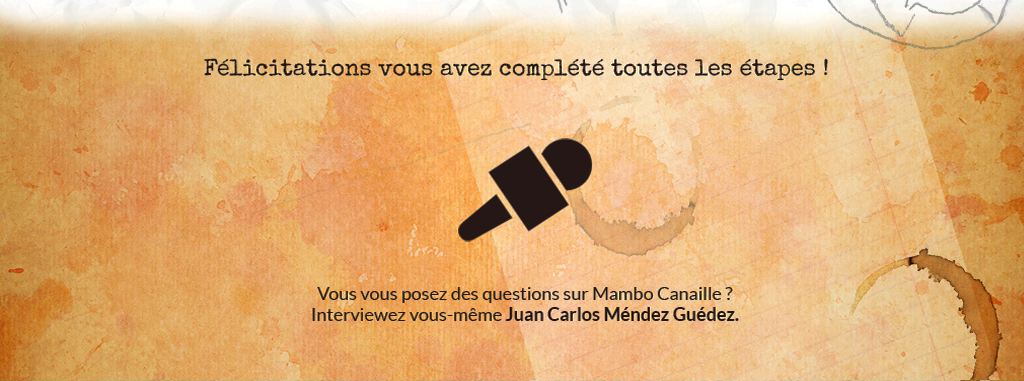 Félicitations vous avez complété toutes les étapes !
Vous vous posez des questions sur Mambo Canaille ?
Interviewez vous-même Juan Carlos Méndez Guédez.